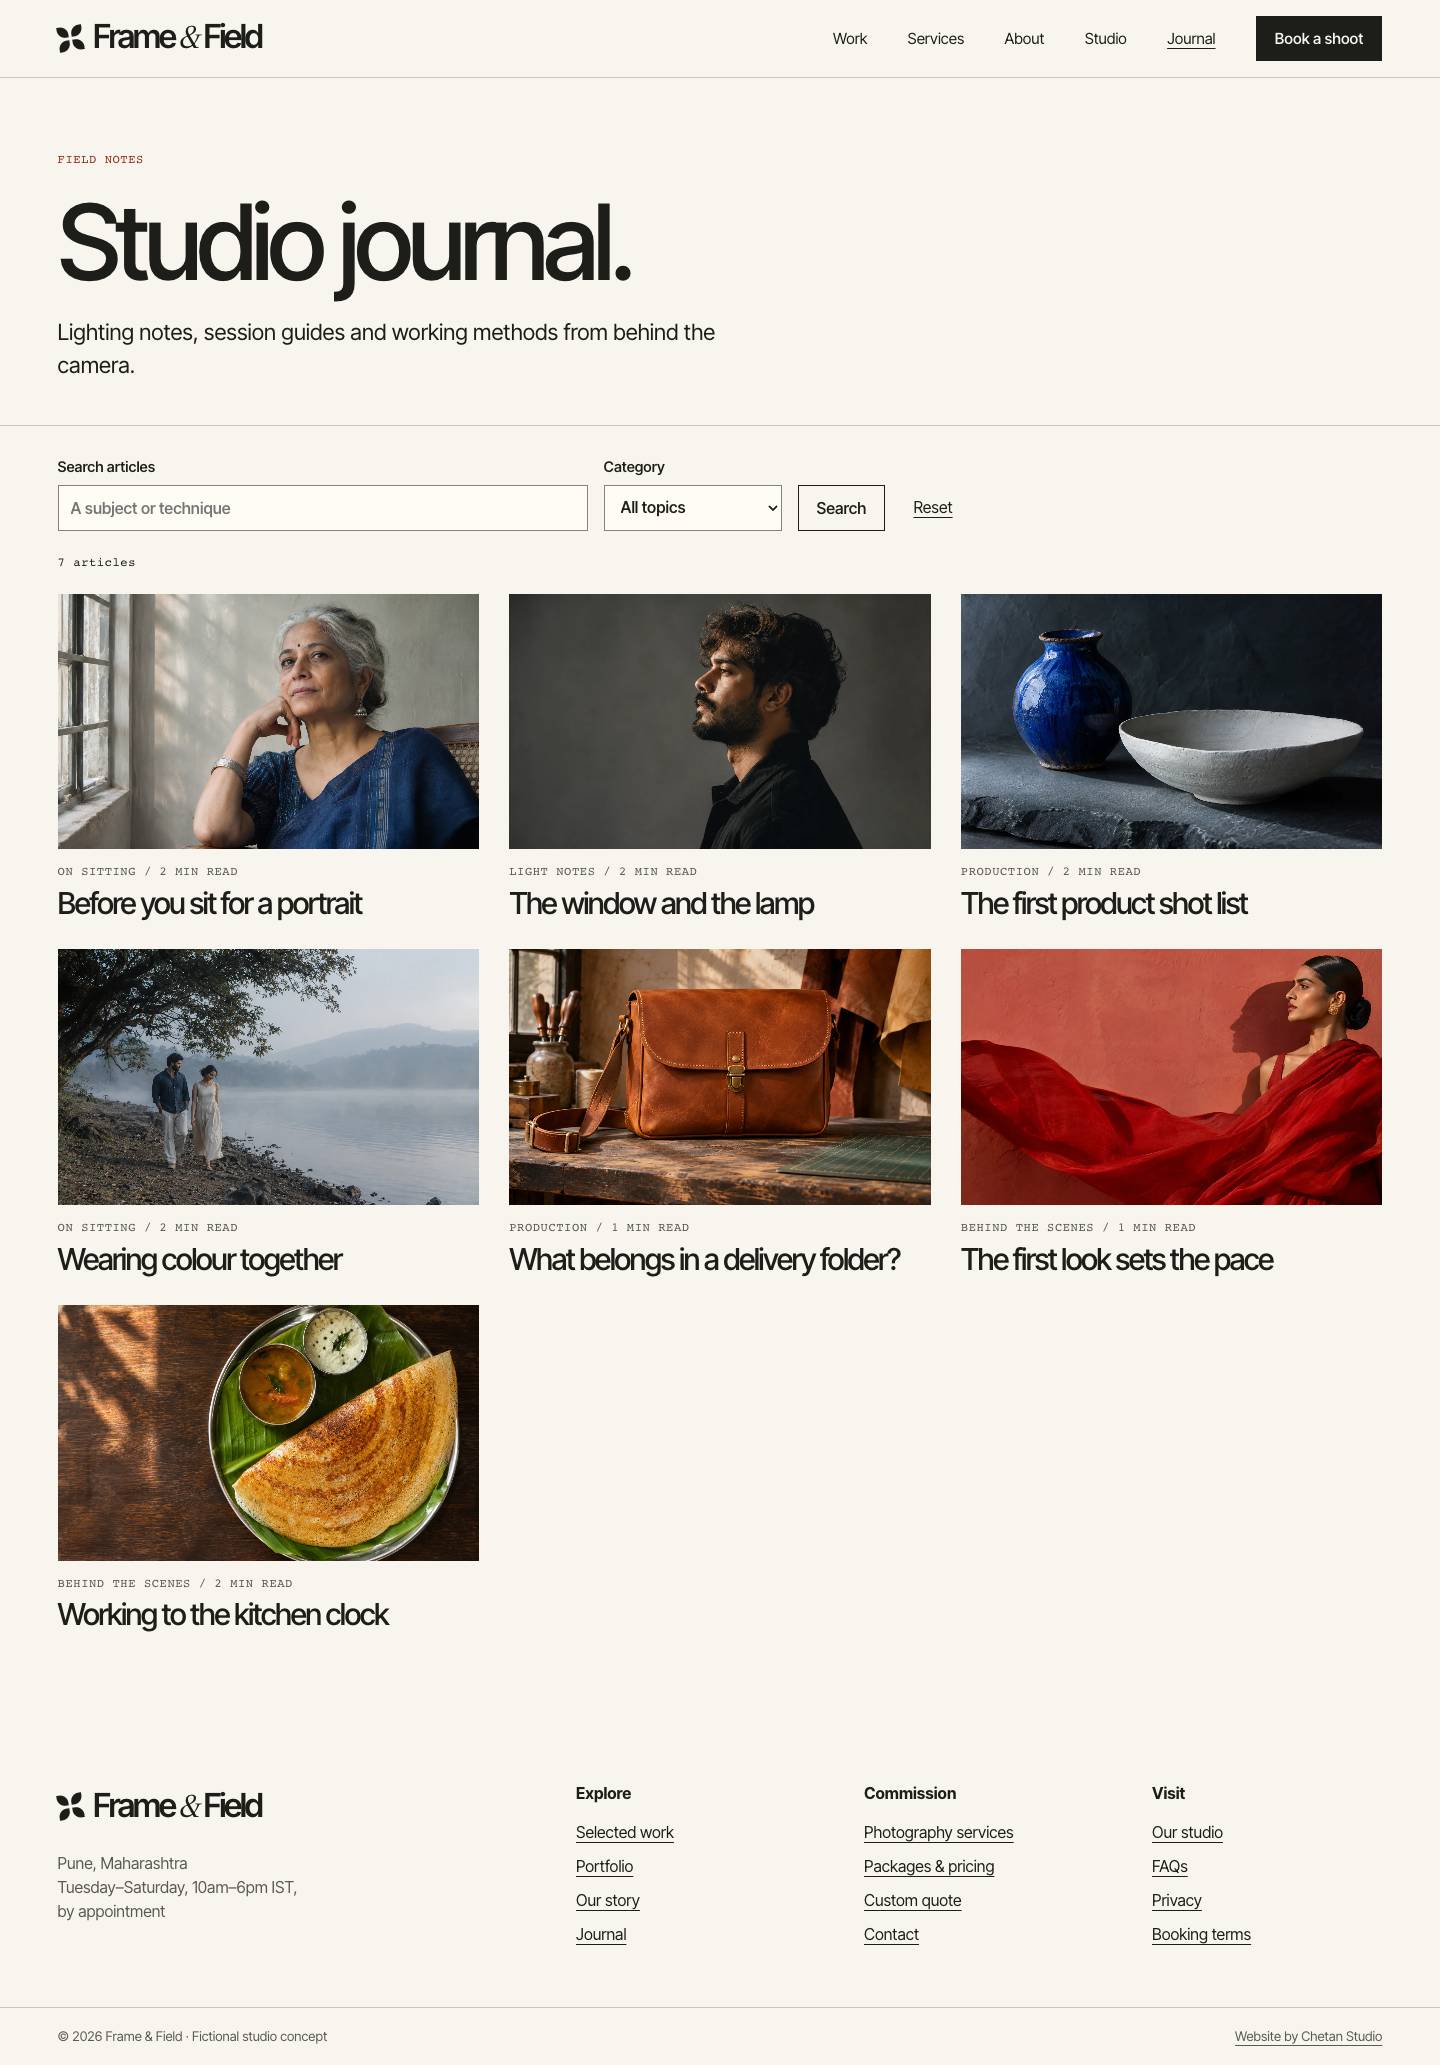 Frame & Field
Work
Services
About
Studio
Journal
Book a shoot
FIELD NOTES
Studio journal.
Lighting notes, session guides and working methods from behind the
camera.
Search articles
Category
A subject or technique
All topics
Search
Reset
7 articles
ON SITTING / 2 MIN READ
Before you sit for a portrait
LIGHT NOTES / 2 MIN READ
The window and the lamp
PRODUCTION / 2 MIN READ
The first product shot list
ON SITTING / 2 MIN READ
Wearing colour together
PRODUCTION / 1 MIN READ
What belongs in a delivery folder?
BEHIND THE SCENES / 1 MIN READ
The first look sets the pace
BEHIND THE SCENES / 2 MIN READ
Working to the kitchen clock
Frame & Field
Pune, Maharashtra
Tuesday–Saturday, 10am–6pm IST,
by appointment
Explore
Selected work
Portfolio
Our story
Journal
Commission
Photography services
Packages & pricing
Custom quote
Contact
Visit
Our studio
FAQs
Privacy
Booking terms
© 2026 Frame & Field · Fictional studio concept
Website by Chetan Studio